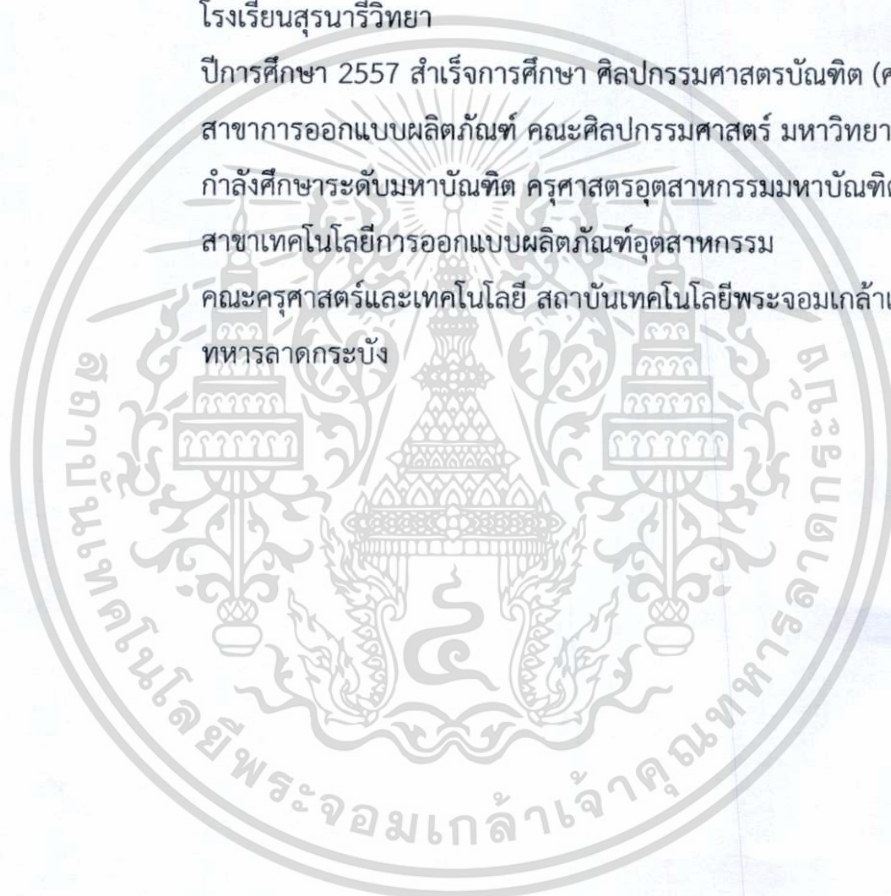 โรงเรียนสุรนารีวิทยา
ปีการศึกษา 2557 สำเร็จการศึกษา ศิลปกรรมศาสตรบัณฑิต
สาขาการออกแบบผลิตภัณฑ์ คณะศิลปกรรมศาสตร์ มหาวิทยา
กำลังศึกษาระดับมหาบัณฑิต ครุศาสตรอุตสาหกรรมมหาบัณฑิต
สาขาเทคโนโลยีการออกแบบผลิตภัณฑ์อุตสาหกรรม
คณะครุศาสตร์และเทคโนโลยี สถาบันเทคโนโลยีพระจอมเกล้า
ทหารลาดกระบัง
สถาบันเทคโนโลยีพระจอมเกล้าเจ้าคุณทหารลาดกระบัง
๔